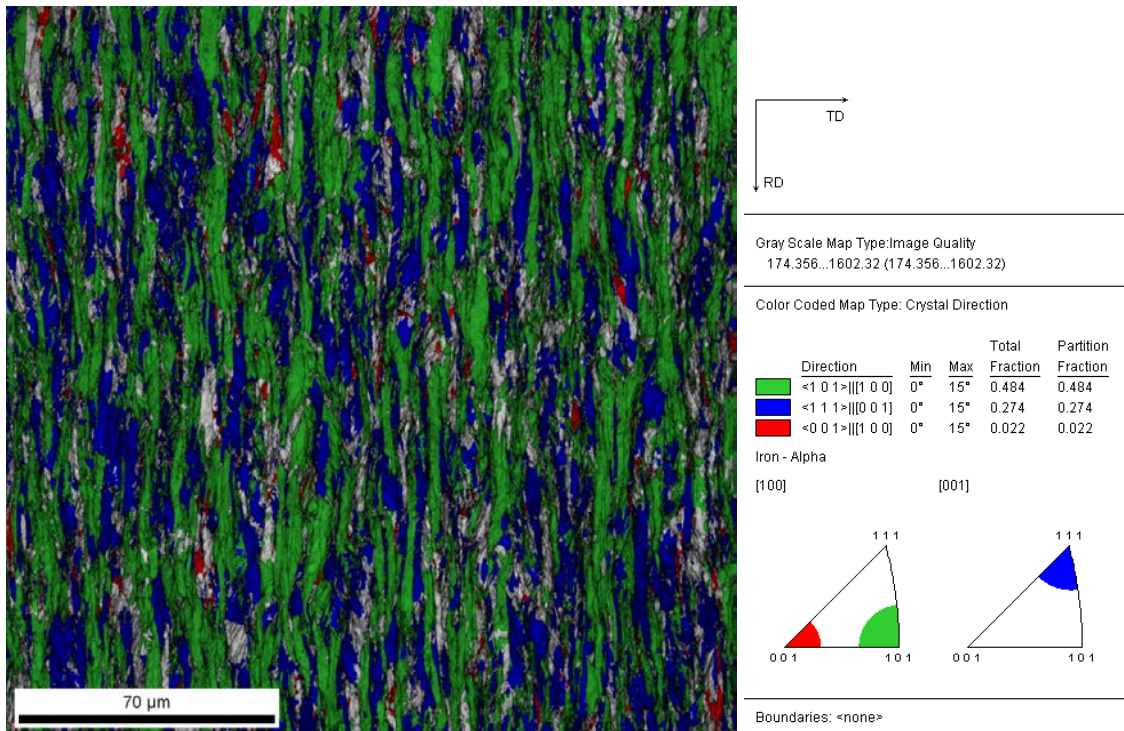 70 µm
TD
RD
Gray Scale Map Type:Image Quality
174.356...1602.32 (174.356...1602.32)
Color Coded Map Type: Crystal Direction
Total Partition
Direction Min Max Fraction Fraction
<1 0 1>||[1 0 0] 0° 15° 0.484 0.484
<1 1 1>||[0 0 1] 0° 15° 0.274 0.274
<0 0 1>||[1 0 0] 0° 15° 0.022 0.022
Iron - Alpha
[100] [001]
1 1 1 1 1 1
0 0 1 1 0 1 0 0 1 1 0 1
Boundaries: <none>